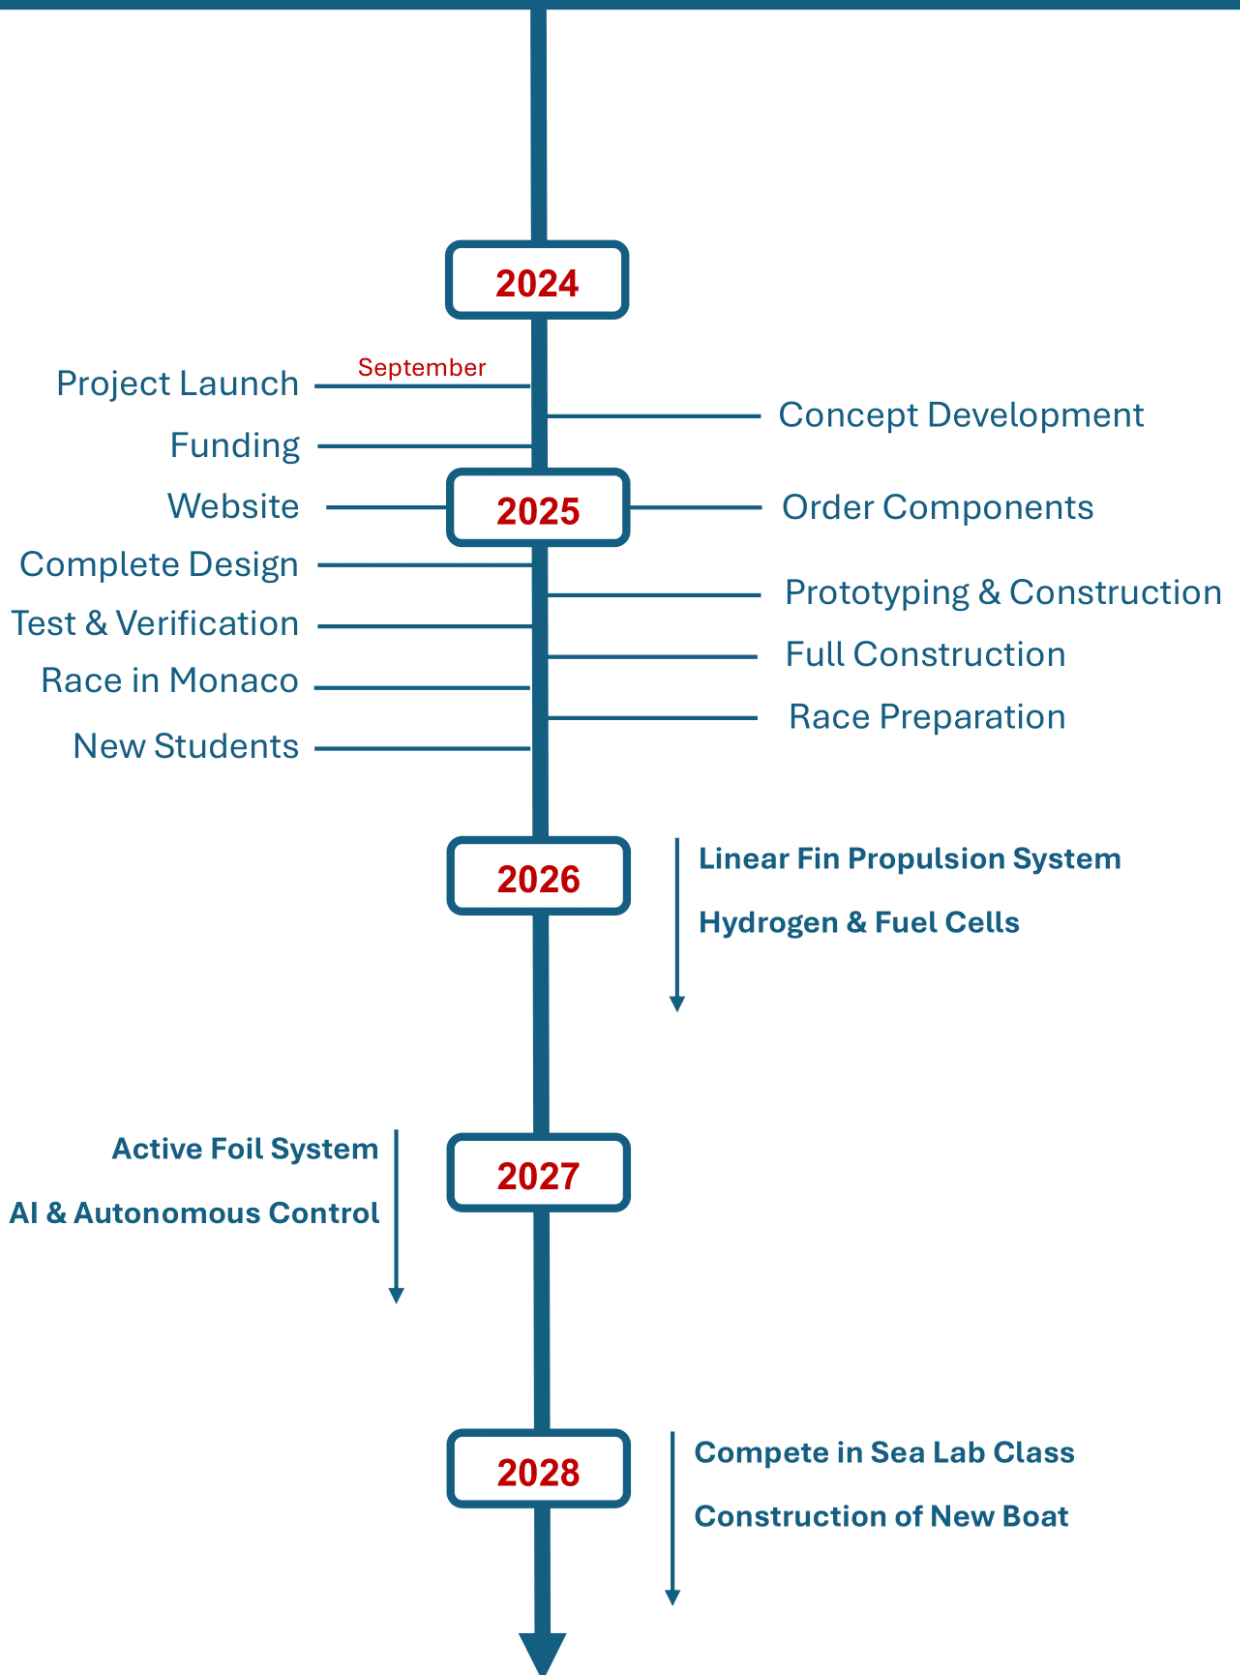 2024
September
Project Launch
Concept Development
Funding
2025
Website
Order Components
Complete Design
Prototyping & Construction
Test & Verification
Full Construction
Race in Monaco
Race Preparation
New Students
2026
Linear Fin Propulsion System
Hydrogen & Fuel Cells
2027
Active Foil System
AI & Autonomous Control
2028
Compete in Sea Lab Class
Construction of New Boat